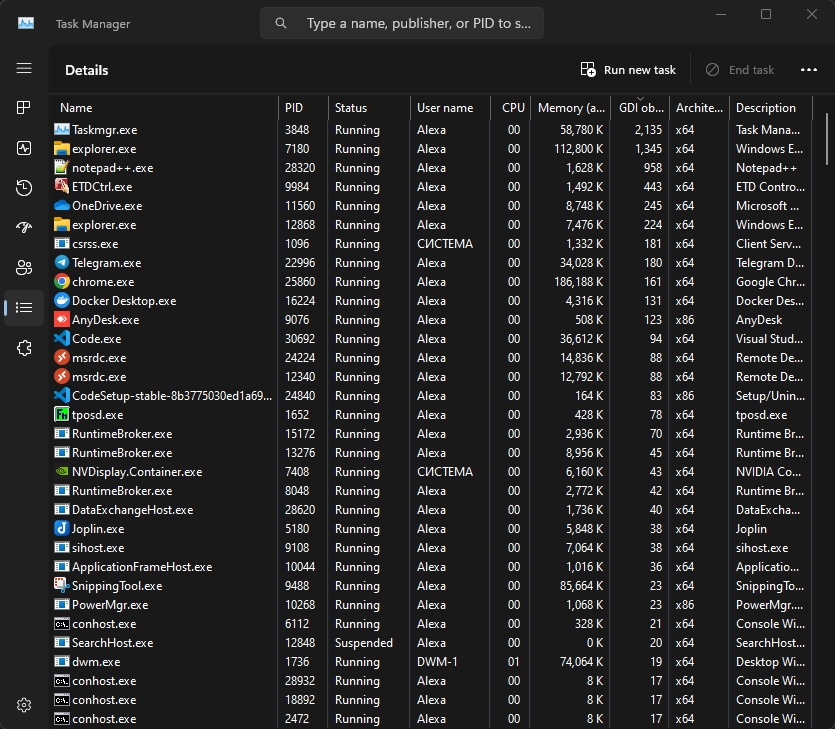 Task Manager
Type a name, publisher, or PID to s...
Details
Run new task
End task
Name PID Status User name CPU Memory (a... GDI ob... Archite... Description
Taskmgr.exe 3848 Running Alexa 00 58,780 K 2,135 x64 Task Mana...
explorer.exe 7180 Running Alexa 00 112,800 K 1,345 x64 Windows E...
notepad++.exe 28320 Running Alexa 00 1,628 K 958 x64 Notepad++
ETDCtrl.exe 9984 Running Alexa 00 1,492 K 443 x64 ETD Contro...
OneDrive.exe 11560 Running Alexa 00 8,748 K 245 x64 Microsoft ...
explorer.exe 12868 Running Alexa 00 7,476 K 224 x64 Windows E...
csrss.exe 1096 Running СИСТЕМА 00 1,332 K 181 x64 Client Serv...
Telegram.exe 22996 Running Alexa 00 34,028 K 180 x64 Telegram D...
chrome.exe 25860 Running Alexa 00 186,188 K 161 x64 Google Chr...
Docker Desktop.exe 16224 Running Alexa 00 4,316 K 131 x64 Docker Des...
AnyDesk.exe 9076 Running Alexa 00 508 K 123 x86 AnyDesk
Code.exe 30692 Running Alexa 00 36,612 K 94 x64 Visual Stud...
msrdc.exe 24224 Running Alexa 00 14,836 K 88 x64 Remote De...
msrdc.exe 12340 Running Alexa 00 12,792 K 88 x64 Remote De...
CodeSetup-stable-8b3775030ed1a69... 24840 Running Alexa 00 164 K 83 x86 Setup/Unin...
tposd.exe 1652 Running Alexa 00 428 K 78 x64 tposd.exe
RuntimeBroker.exe 15172 Running Alexa 00 2,936 K 70 x64 Runtime Br...
RuntimeBroker.exe 13276 Running Alexa 00 8,956 K 45 x64 Runtime Br...
NVDisplay.Container.exe 7408 Running СИСТЕМА 00 6,160 K 43 x64 NVIDIA Co...
RuntimeBroker.exe 8048 Running Alexa 00 2,772 K 42 x64 Runtime Br...
DataExchangeHost.exe 28620 Running Alexa 00 1,736 K 40 x64 DataExcha...
Joplin.exe 5180 Running Alexa 00 5,848 K 38 x64 Joplin
sihost.exe 9108 Running Alexa 00 7,064 K 38 x64 sihost.exe
ApplicationFrameHost.exe 10044 Running Alexa 00 1,016 K 36 x64 Applicatio...
SnippingTool.exe 9488 Running Alexa 00 85,664 K 23 x64 SnippingTo...
PowerMgr.exe 10268 Running Alexa 00 1,068 K 23 x86 PowerMgr....
conhost.exe 6112 Running Alexa 00 328 K 21 x64 Console Wi...
SearchHost.exe 12848 Suspended Alexa 00 0 K 20 x64 SearchHost...
dwm.exe 1736 Running DWM-1 01 74,064 K 19 x64 Desktop Wi...
conhost.exe 28932 Running Alexa 00 8 K 17 x64 Console Wi...
conhost.exe 18892 Running Alexa 00 8 K 17 x64 Console Wi...
conhost.exe 2472 Running Alexa 00 8 K 17 x64 Console Wi...